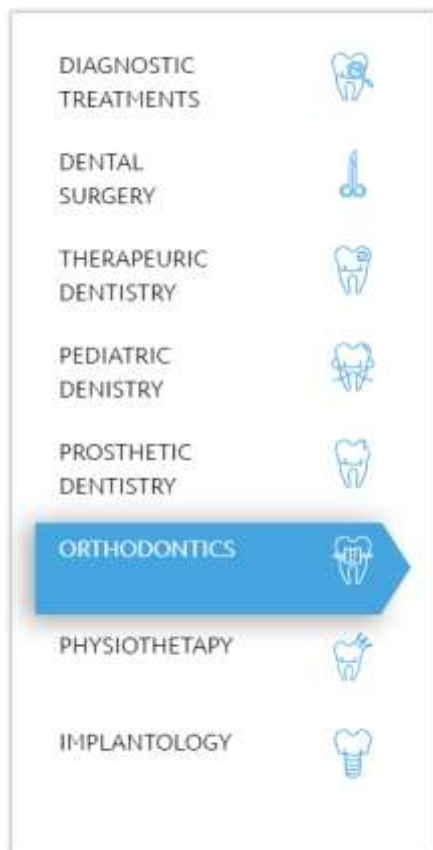 DIAGNOSTIC
TREATMENTS
DENTAL
SURGERY
THERAPEURIC
DENTISTRY
PEDIATRIC
DENISTRY
PROSTHETIC
DENTISTRY
ORTHODONTICS
PHYSIOTHETAPY
IMPLANTOLOGY